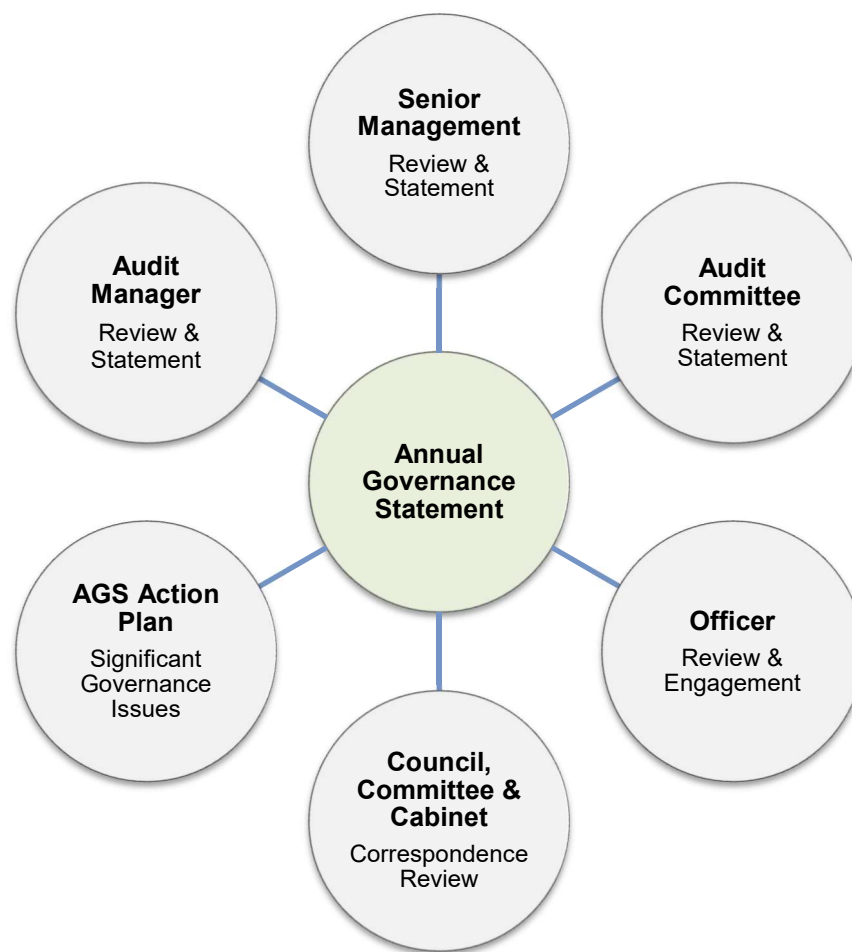 Senior
Management
Review &
Statement
Audit
Manager
Review &
Statement
Audit
Committee
Review &
Statement
Annual
Governance
Statement
AGS Action
Plan
Significant
Governance
Issues
Officer
Review &
Engagement
Council,
Committee &
Cabinet
Correspondence
Review